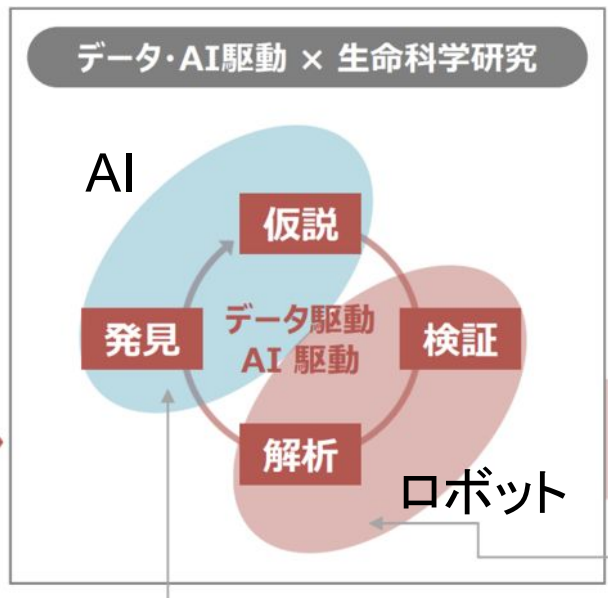 データ・AI駆動 × 生命科学研究
AI
仮説
発見
データ駆動
AI 駆動
検証
解析
ロボット